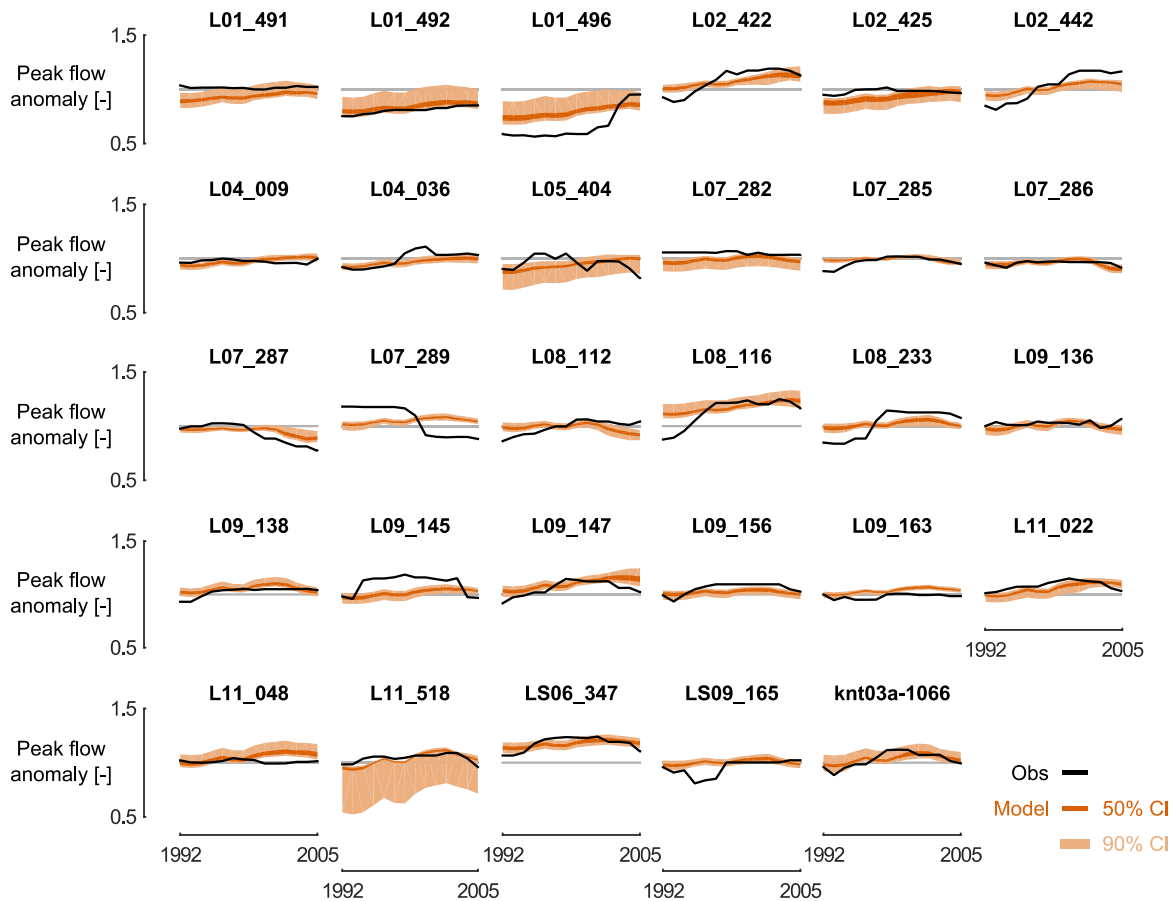 L01_491 L01_492 L01_496 L02_422 L02_425 L02_442
1.5
Peak flow
anomaly [-]
0.5
L04_009 L04_036 L05_404 L07_282 L07_285 L07_286
1.5
Peak flow
anomaly [-]
0.5
L07_287 L07_289 L08_112 L08_116 L08_233 L09_136
1.5
Peak flow
anomaly [-]
0.5
L09_138 L09_145 L09_147 L09_156 L09_163 L11_022
1.5
Peak flow
anomaly [-]
0.5
1992 2005
L11_048 L11_518 LS06_347 LS09_165 knt03a-1066
1.5
Peak flow
anomaly [-]
0.5
Obs
Model 50% CI
90% CI
1992 2005 1992 2005 1992 2005
1992 2005 1992 2005